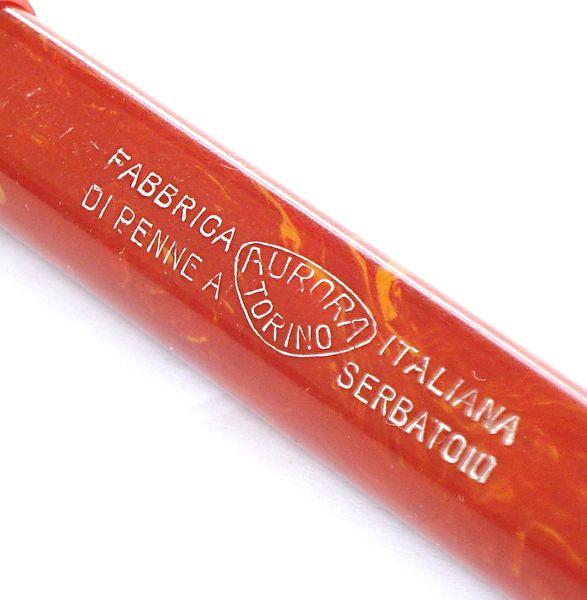 FABBRICA AURORA ITALIANA
DI PENNE A TORINO SERBATOIO